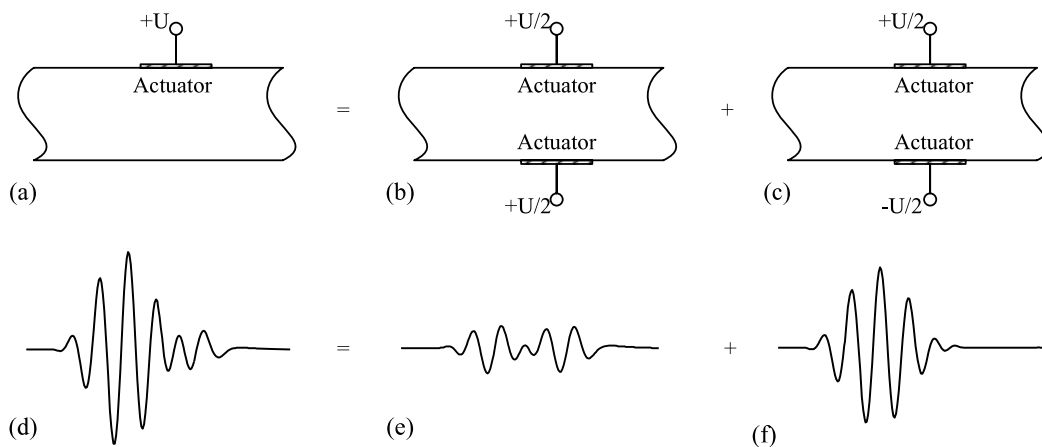 +U
Actuator
(a)
=
+U/2
Actuator
Actuator
+U/2
(b)
+
+U/2
Actuator
Actuator
-U/2
(c)
(d)
=
(e)
+
(f)